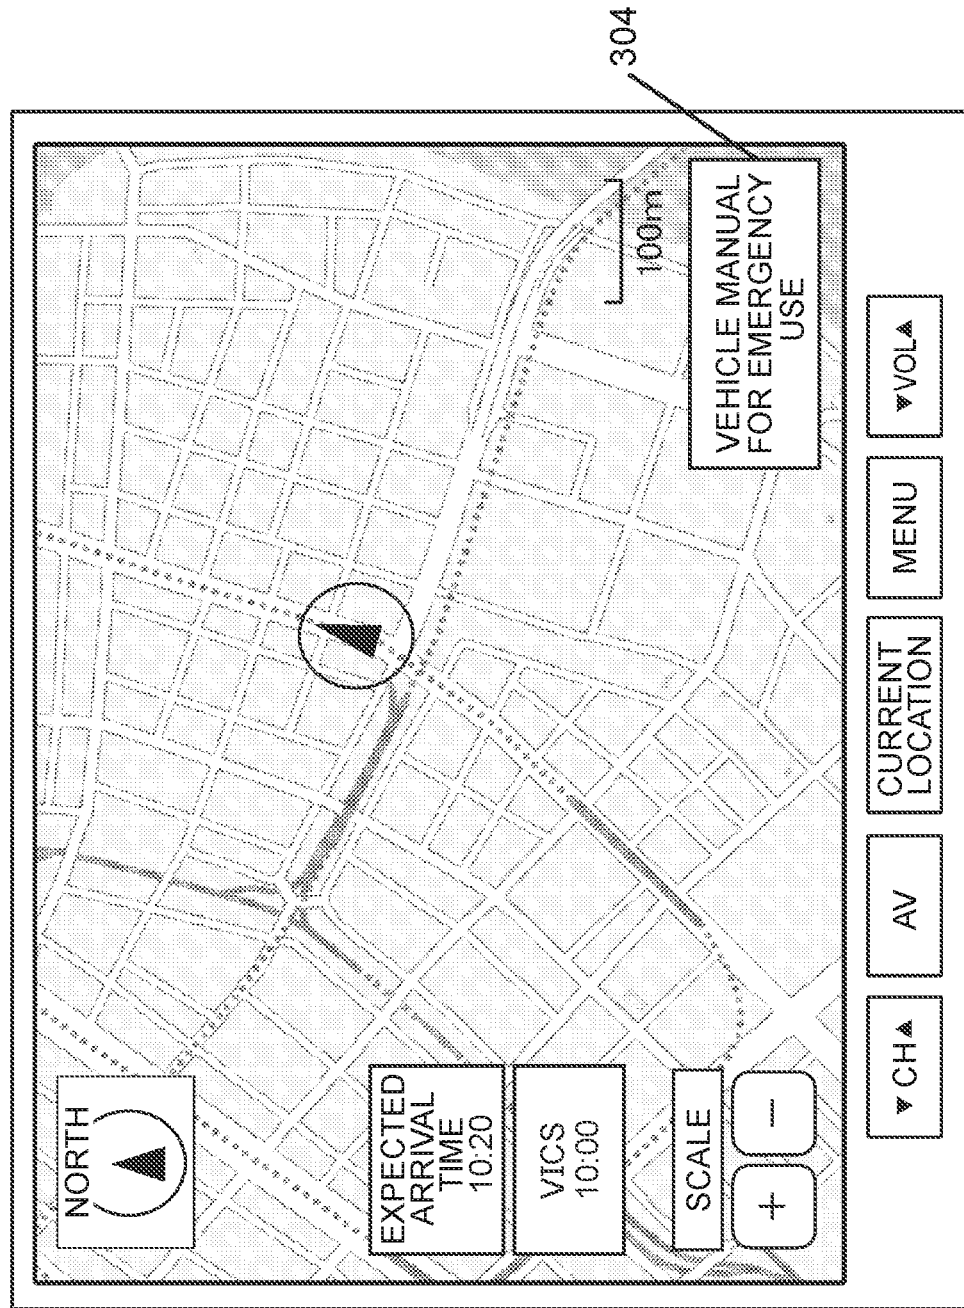 NORTH
EXPECTED
ARRIVAL
TIME
10:20
VICS
10:00
SCALE
+
−
100m
VEHICLE MANUAL
FOR EMERGENCY
USE
304
▼CH▲
AV
CURRENT
LOCATION
MENU
▼VOL▲